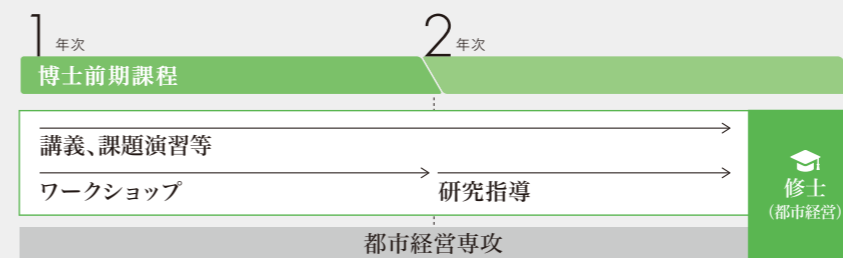 1年次
2年次
博士前期課程
講義、課題演習等
ワークショップ
研究指導
修士
(都市経営)
都市経営専攻